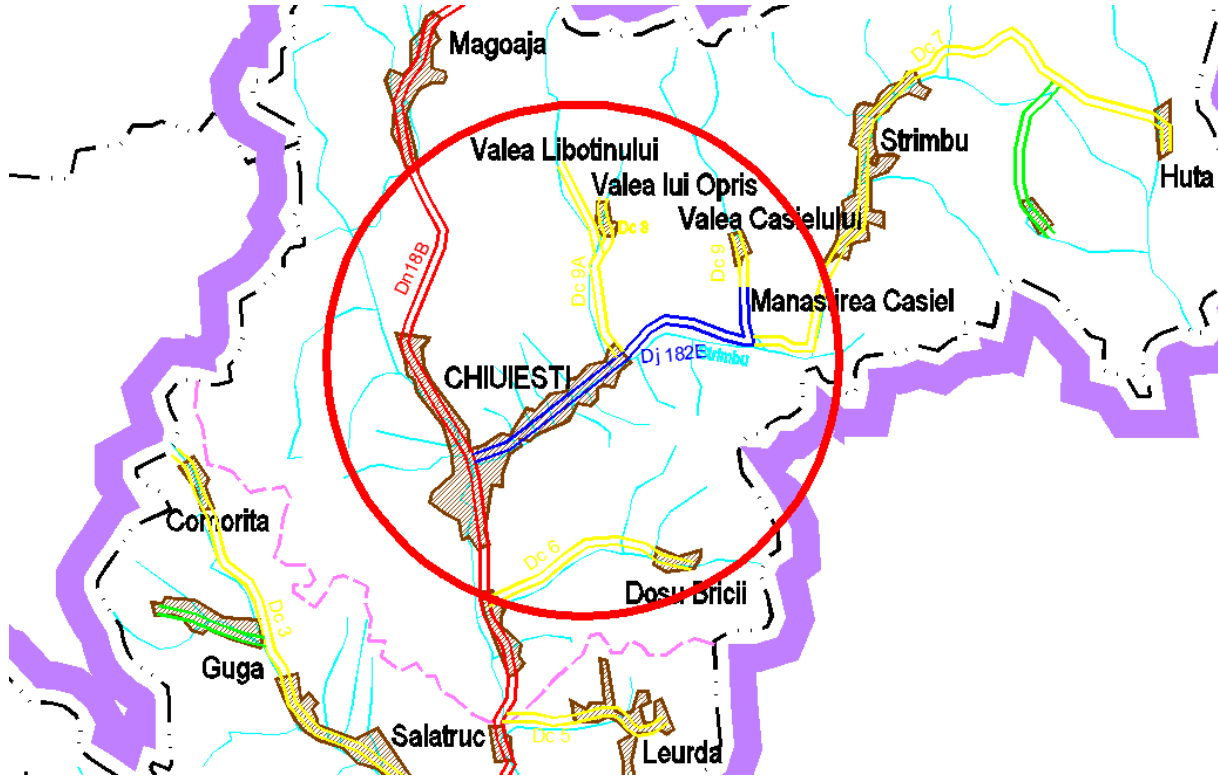 Magoaja
Dc 7
Strimbu
Huta
Valea Libotinului
Valea lui Opris
Dc 8
Valea Casielului
Dn18B
Dc 9A
Dc 9
Manastirea Casiel
Dj 182E
Strimbu
CHIUIESTI
Comorita
Dc 6
Dosu Bricii
Dc 3
Guga
Salatruc
Dc 5
Leurda